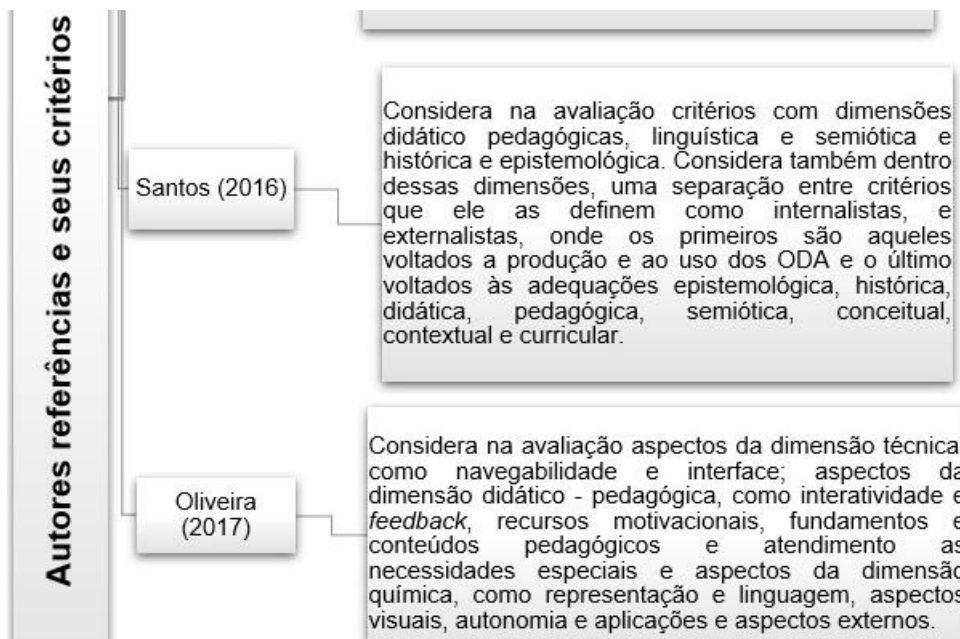 Autores referências e seus critérios
Santos (2016)
Considera na avaliação critérios com dimensões
didático pedagógicas, linguística e semiótica e
histórica e epistemológica. Considera também dentro
dessas dimensões, uma separação entre critérios
que ele as definem como internalistas, e
externalistas, onde os primeiros são aqueles
voltados a produção e ao uso dos ODA e o último
voltados às adequações epistemológica, histórica,
didática, pedagógica, semiótica, conceitual,
contextual e curricular.
Oliveira
(2017)
Considera na avaliação aspectos da dimensão técnica
como navegabilidade e interface; aspectos da
dimensão didático - pedagógica, como interatividade e
feedback, recursos motivacionais, fundamentos e
conteúdos pedagógicos e atendimento as
necessidades especiais e aspectos da dimensão
química, como representação e linguagem, aspectos
visuais, autonomia e aplicações e aspectos externos.